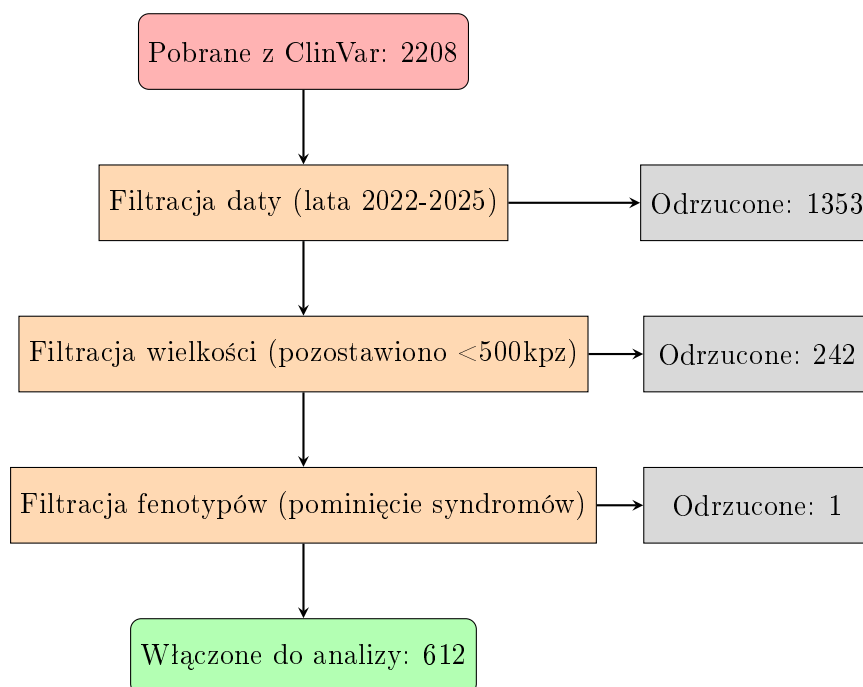 Pobrane z ClinVar: 2208
Filtracja daty (lata 2022-2025)
Odrzucone: 1353
Filtracja wielkości (pozostawiono <500kpz)
Odrzucone: 242
Filtracja fenotypów (pominięcie syndromów)
Odrzucone: 1
Włączone do analizy: 612